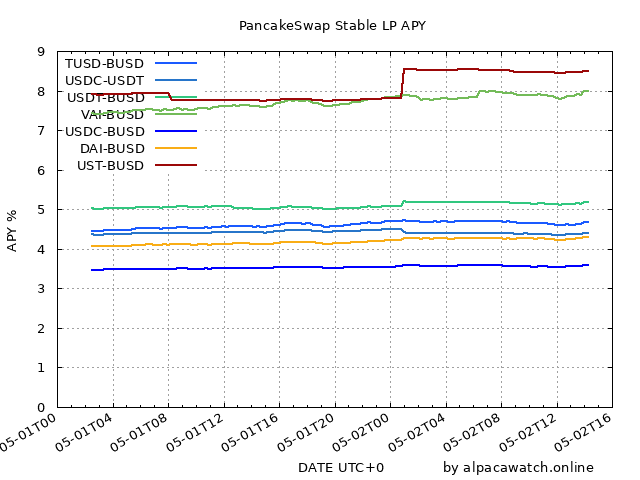 PancakeSwap Stable LP APY
APY %
9
8
7
6
5
4
3
2
1
0
TUSD-BUSD
USDC-USDT
USDT-BUSD
VAI-BUSD
USDC-BUSD
DAI-BUSD
UST-BUSD
05-01T00
05-01T04
05-01T08
05-01T12
05-01T16
05-01T20
05-02T00
05-02T04
05-02T08
05-02T12
05-02T16
DATE UTC+0
by alpacawatch.online